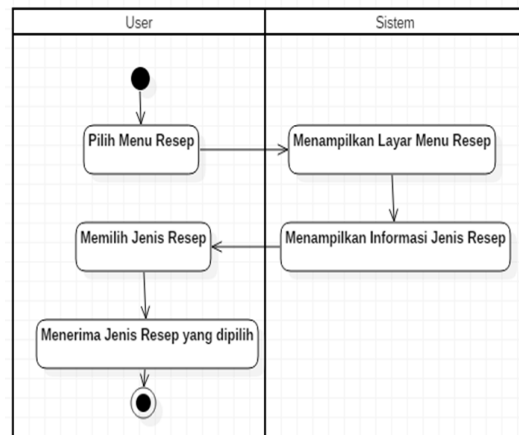 User
Sistem
Pilih Menu Resep
Menampilkan Layar Menu Resep
Memilih Jenis Resep
Menampilkan Informasi Jenis Resep
Menerima Jenis Resep yang dipilih